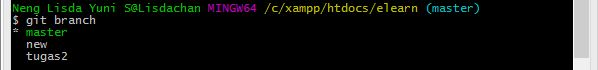 Neng Lisda Yuni S@Lisdachan MINGW64 /c/xampp/htdocs/elearn (master)
$ git branch
* master
  new
  tugas2